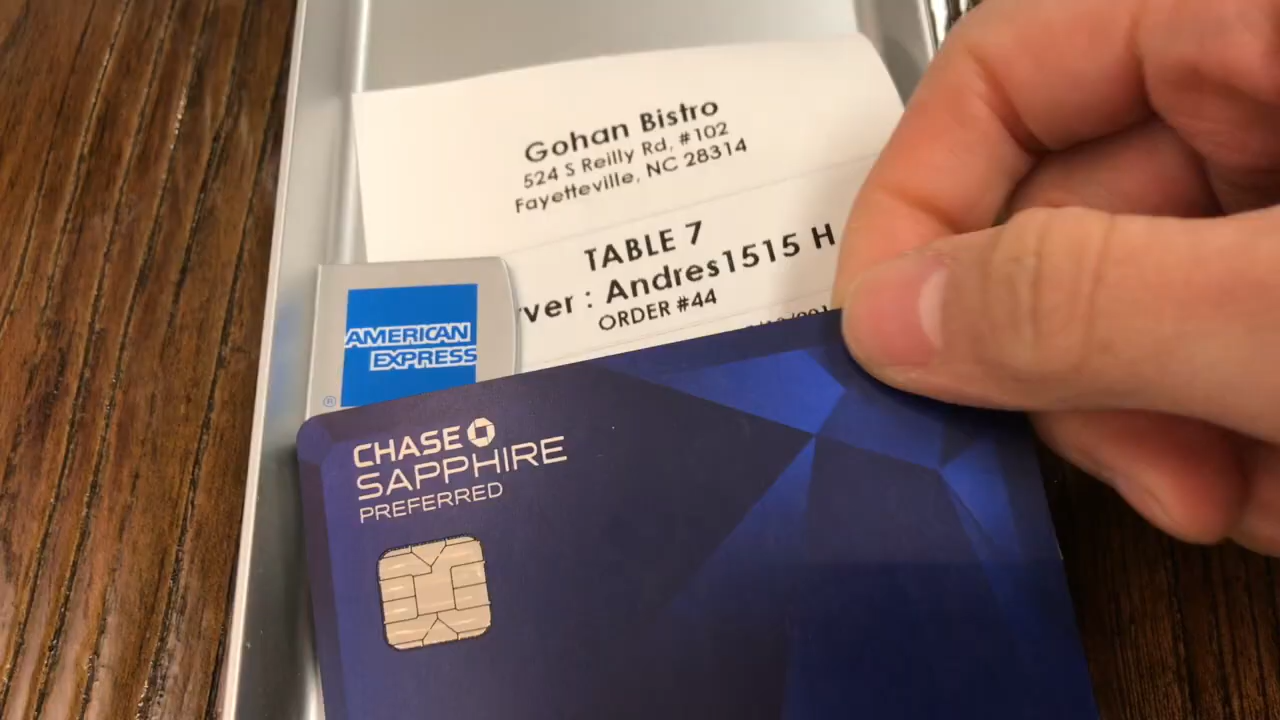 Gohan Bistro
524 S Reilly Rd, #102
Fayetteville, NC 28314
TABLE 7
: Andres1515 H
ORDER #44
AMERICAN
EXPRESS
®
CHASE
SAPPHIRE
PREFERRED